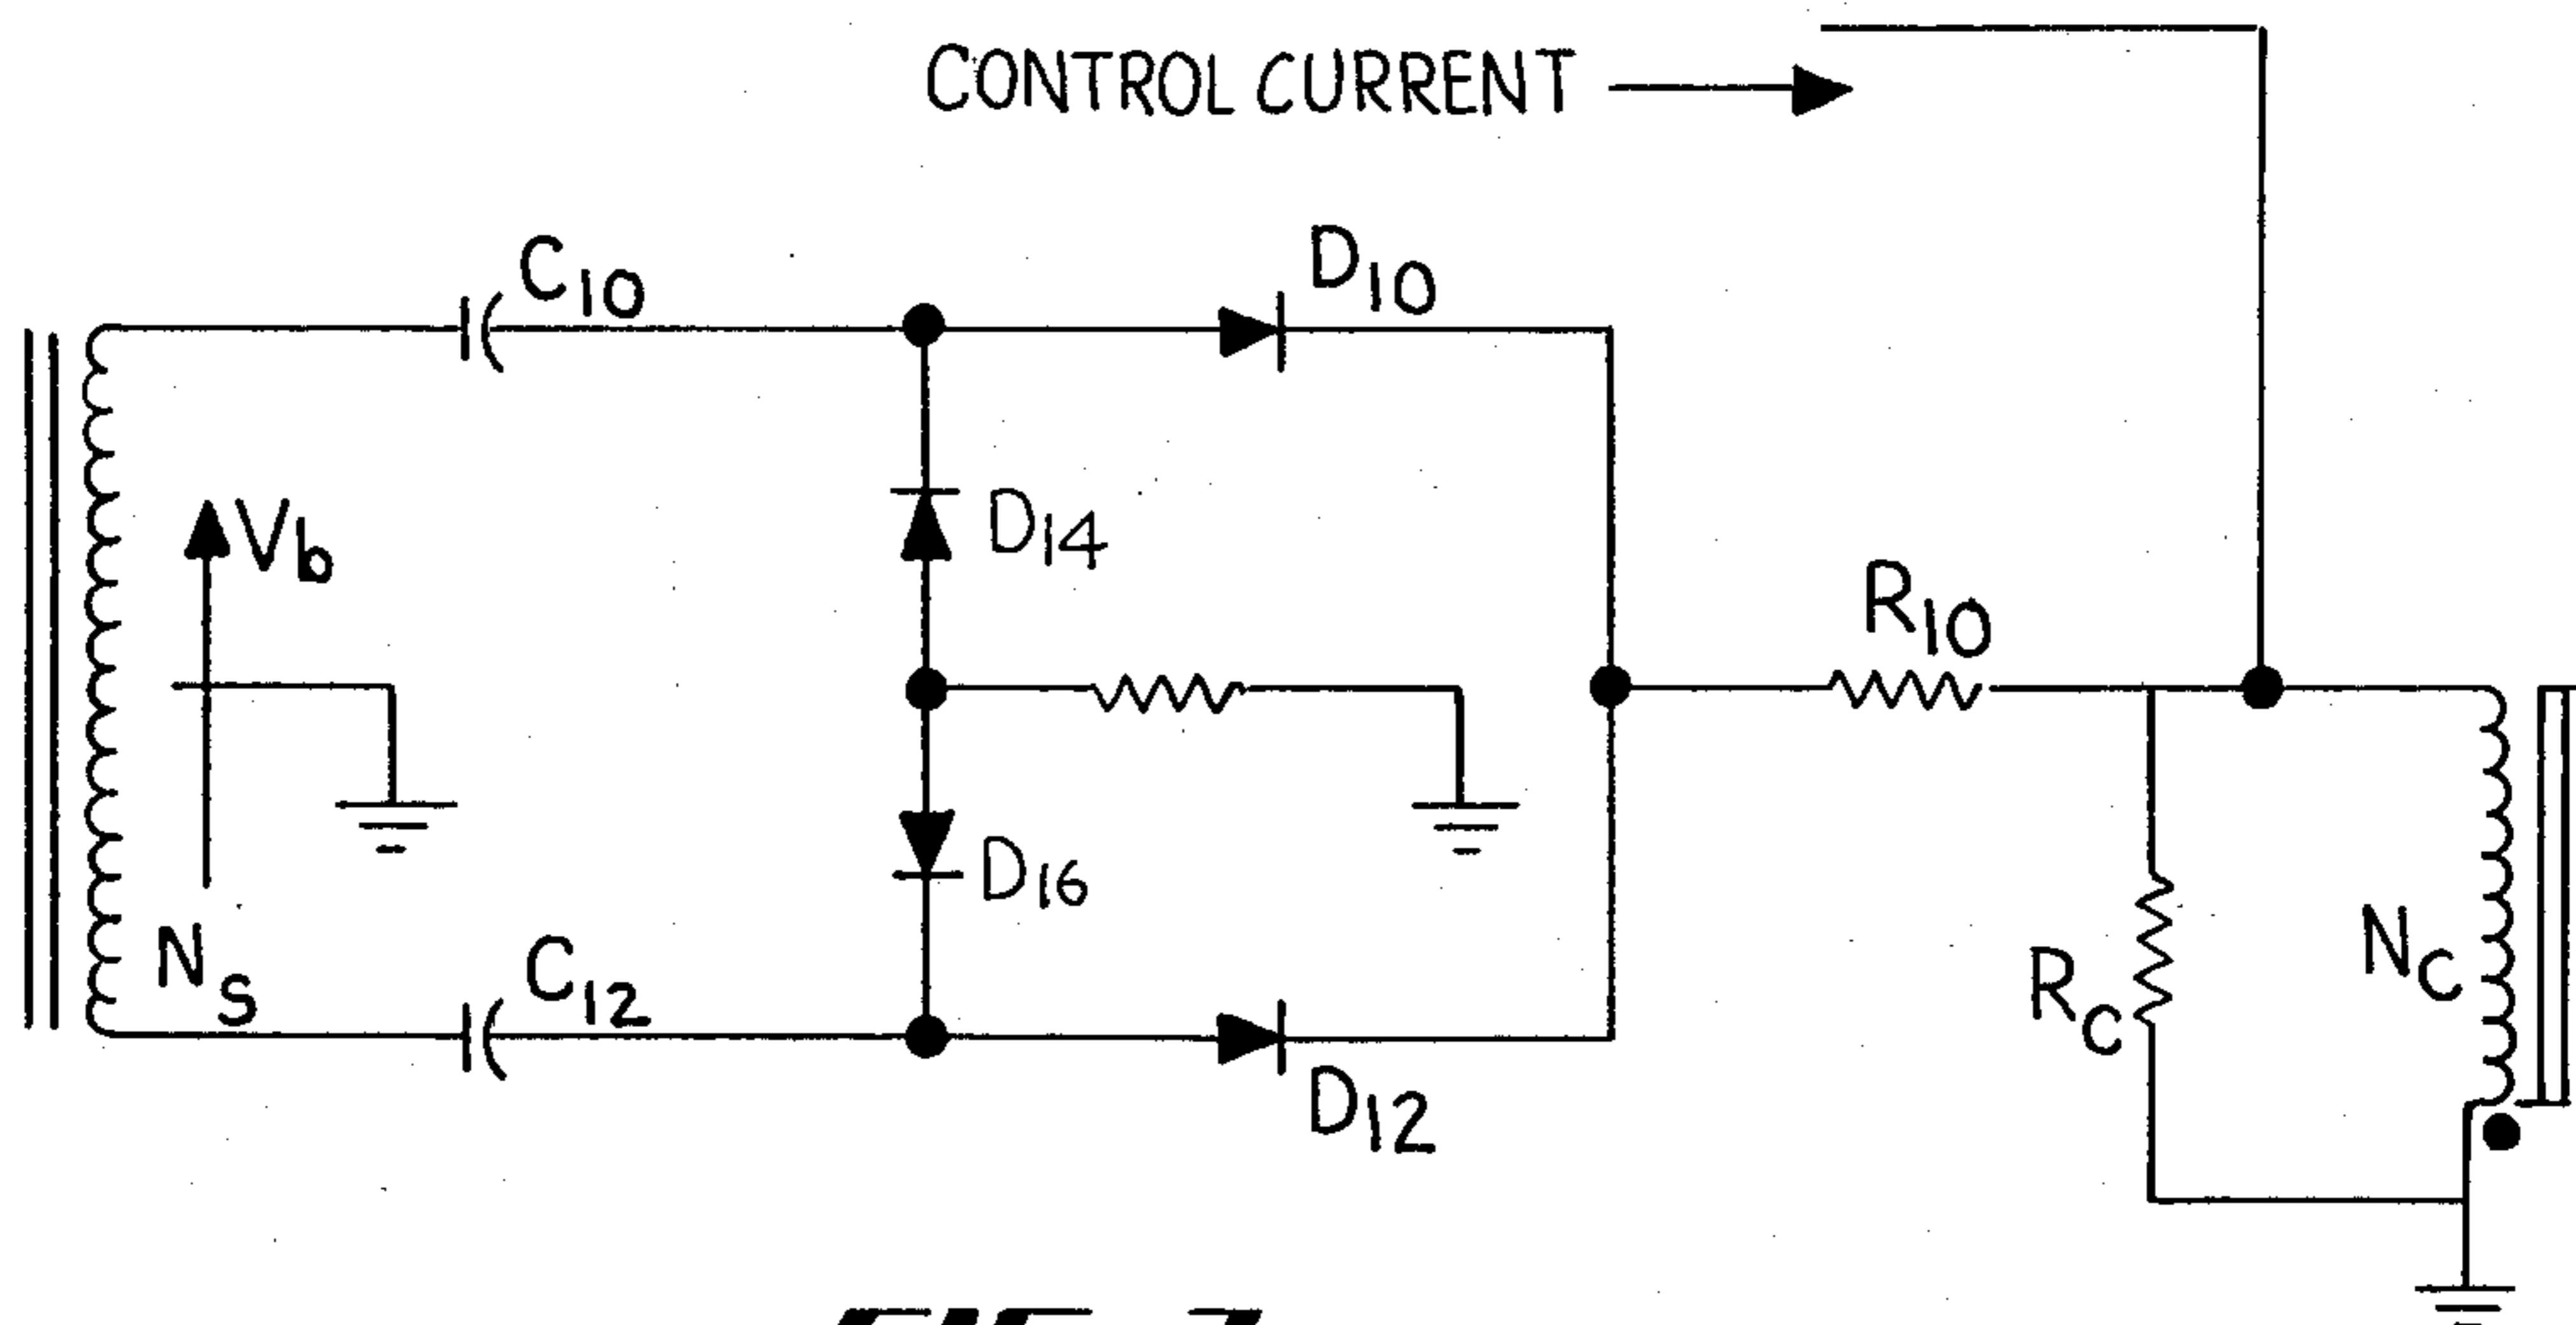 CONTROL CURRENT
C10
D10
Vb
D14
R10
D16
NS
C12
RC
NC
D12